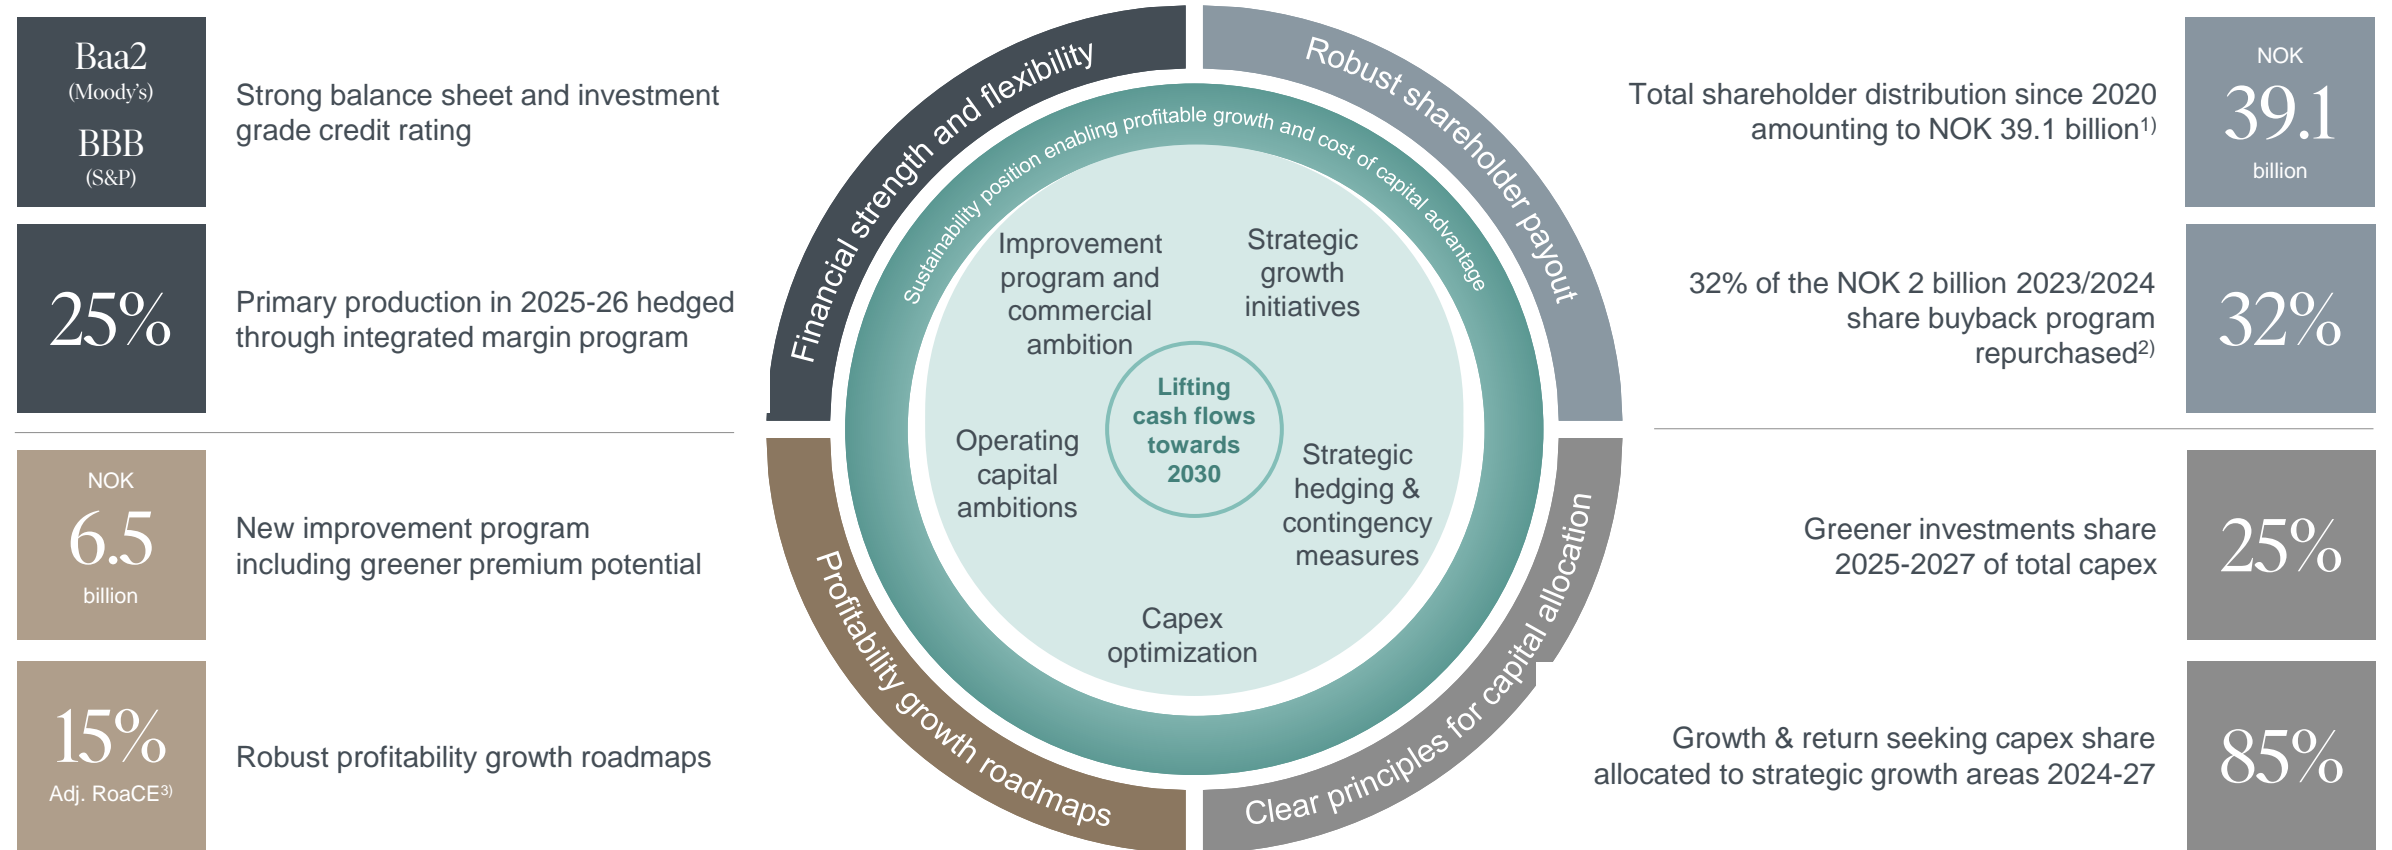 Baa2
(Moody's)
BBB
(S&P)
Strong balance sheet and investment
grade credit rating
25%
Primary production in 2025-26 hedged
through integrated margin program
NOK
6.5
billion
New improvement program
including greener premium potential
15%
Adj. RoaCE3)
Robust profitability growth roadmaps
Financial strength and flexibility
Robust shareholder payout
Sustainability position enabling profitable growth and cost of capital advantage
Improvement
program and
commercial
ambition
Strategic
growth
initiatives
Lifting
cash flows
towards
2030
Operating
capital
ambitions
Strategic
hedging &
contingency
measures
Capex
optimization
Profitability growth roadmaps
Clear principles for capital allocation
Total shareholder distribution since 2020
amounting to NOK 39.1 billion1)
NOK
39.1
billion
32% of the NOK 2 billion 2023/2024
share buyback program
repurchased2)
32%
Greener investments share
2025-2027 of total capex
25%
Growth & return seeking capex share
allocated to strategic growth areas 2024-27
85%